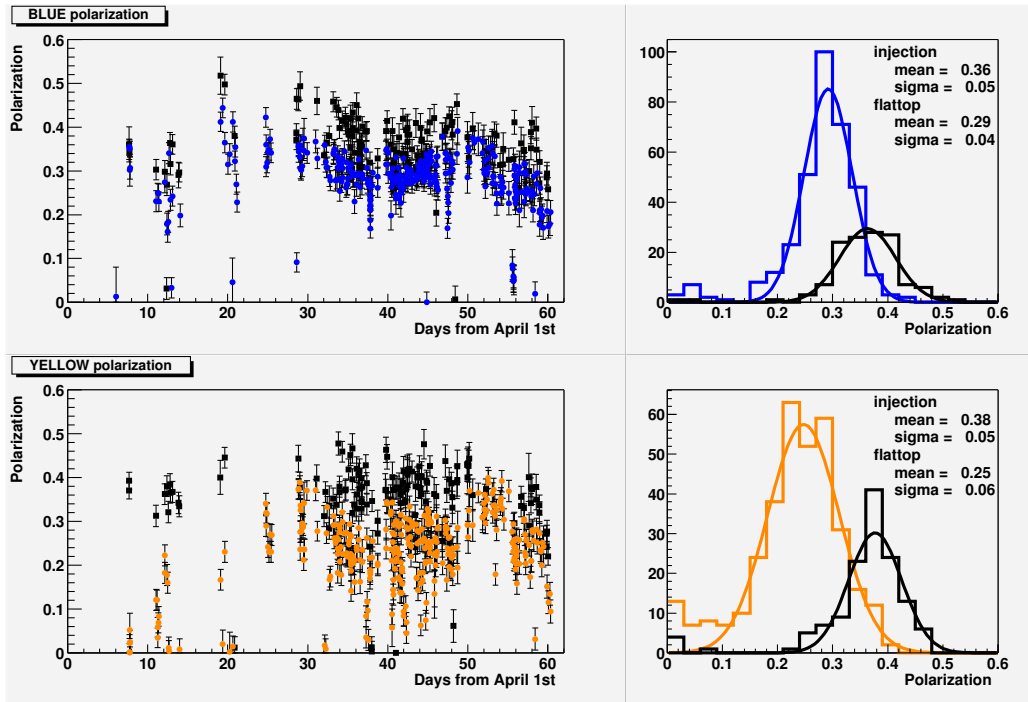 BLUE polarization
Polarization
0.6
0.5
0.4
0.3
0.2
0.1
0
0 10 20 30 40 50 60
Days from April 1st
100
80
60
40
20
0
0 0.1 0.2 0.3 0.4 0.5 0.6
Polarization
injection
mean = 0.36
sigma = 0.05
flattop
mean = 0.29
sigma = 0.04
YELLOW polarization
Polarization
0.6
0.5
0.4
0.3
0.2
0.1
0
0 10 20 30 40 50 60
Days from April 1st
60
50
40
30
20
10
0
0 0.1 0.2 0.3 0.4 0.5 0.6
Polarization
injection
mean = 0.38
sigma = 0.05
flattop
mean = 0.25
sigma = 0.06